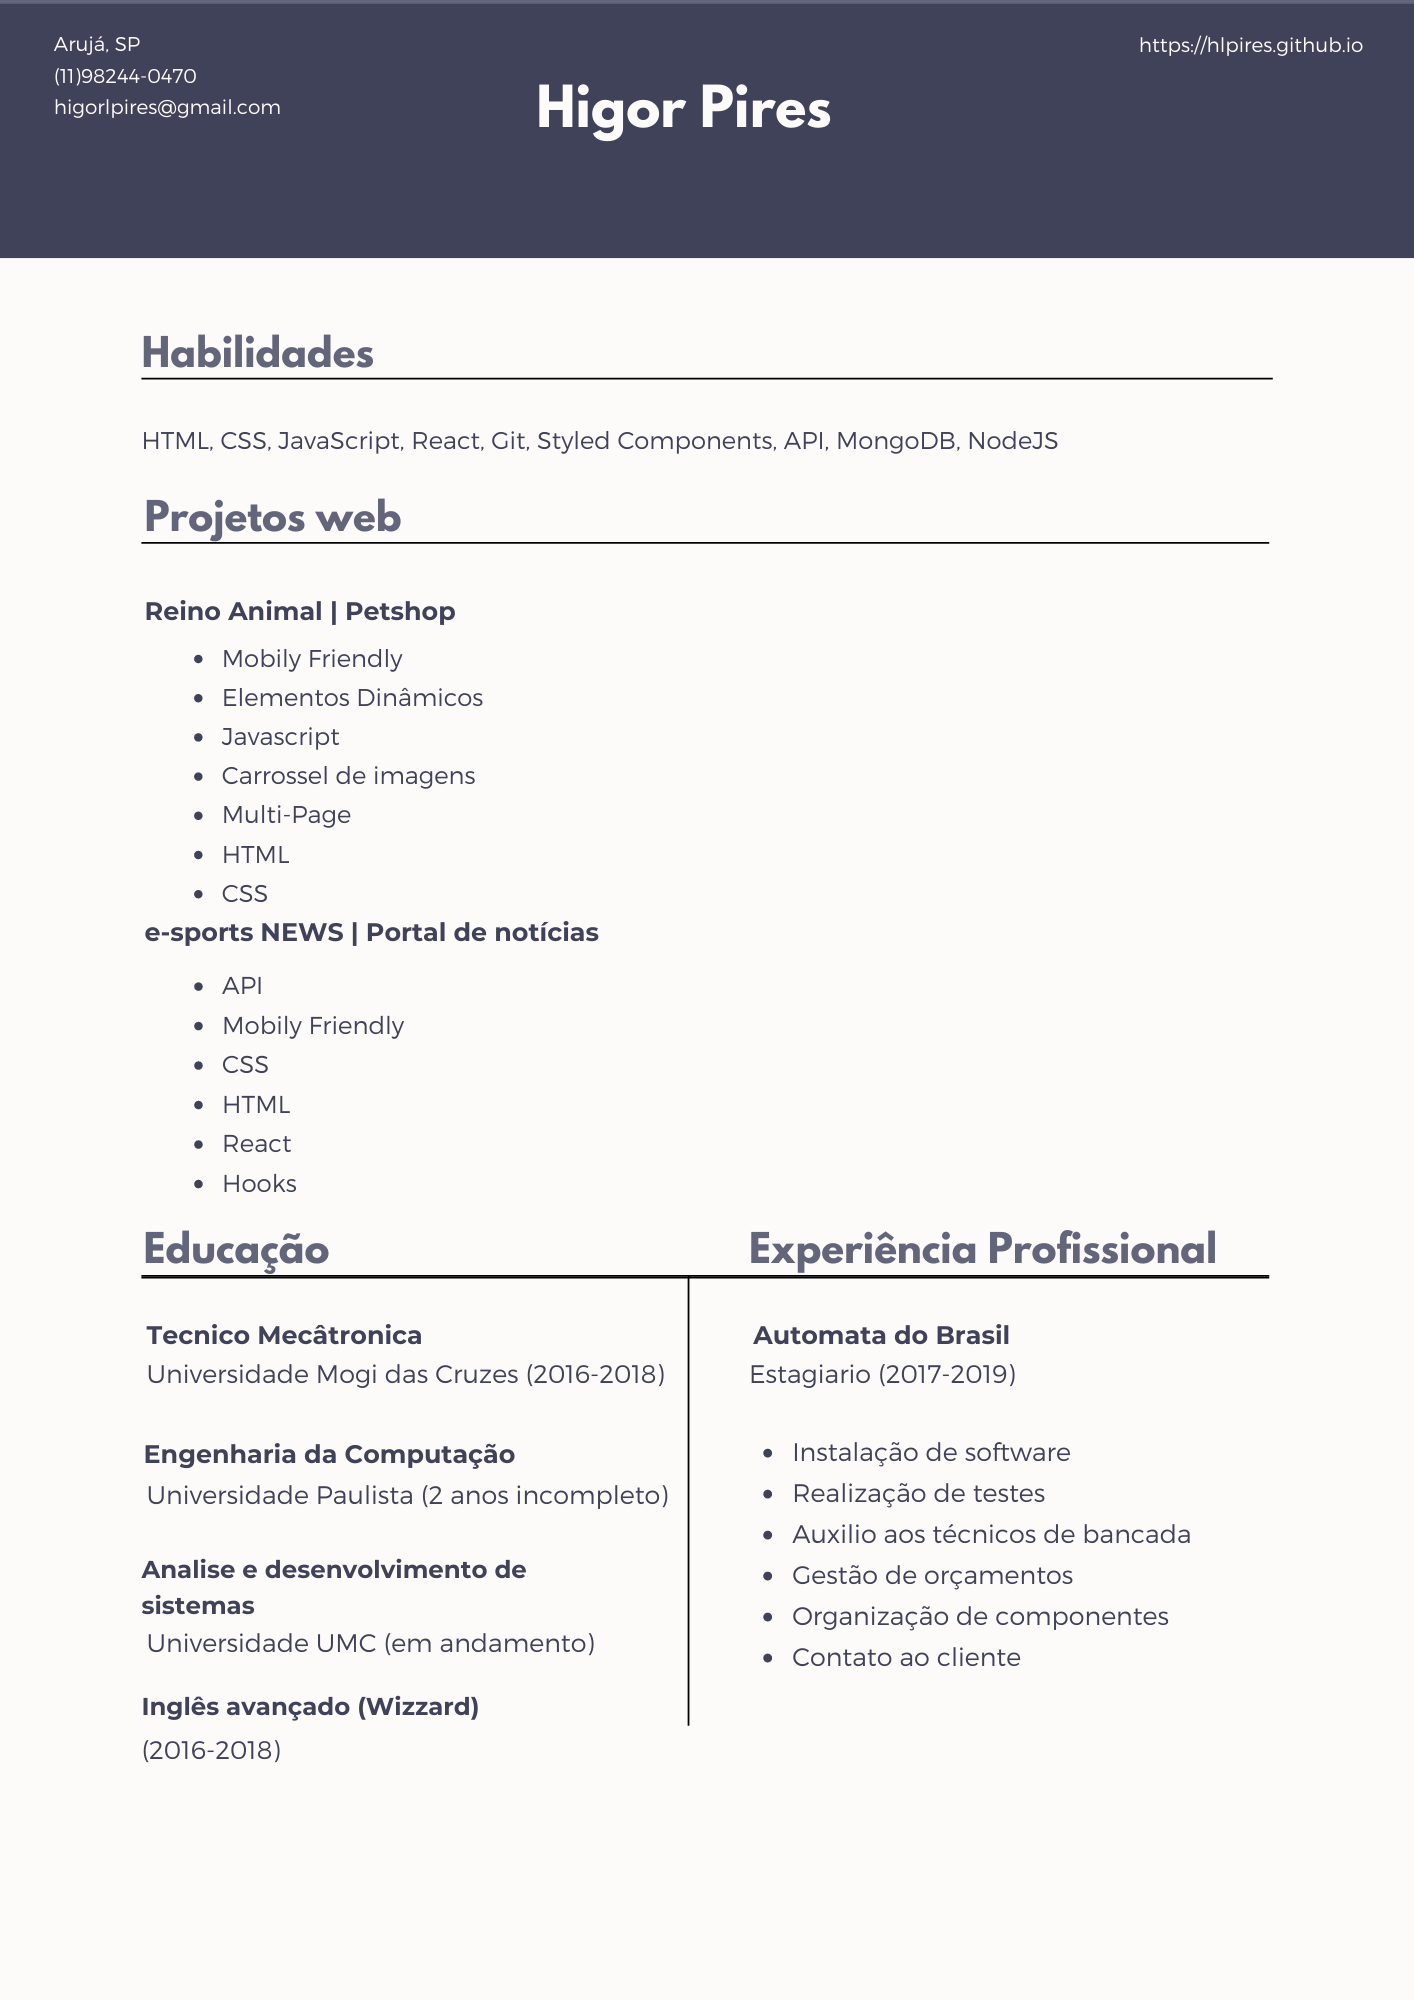 Arujá, SP
(11)98244-0470
higorlpires@gmail.com
https://hlpires.github.io
Higor Pires
Habilidades
HTML, CSS, JavaScript, React, Git, Styled Components, API, MongoDB, NodeJS
Projetos web
Reino Animal | Petshop
• Mobily Friendly
• Elementos Dinâmicos
• Javascript
• Carrossel de imagens
• Multi-Page
• HTML
• CSS
e-sports NEWS | Portal de notícias
• API
• Mobily Friendly
• CSS
• HTML
• React
• Hooks
Educação
Tecnico Mecâtronica
Universidade Mogi das Cruzes (2016-2018)
Engenharia da Computação
Universidade Paulista (2 anos incompleto)
Analise e desenvolvimento de
sistemas
Universidade UMC (em andamento)
Inglês avançado (Wizzard)
(2016-2018)
Experiência Profissional
Automata do Brasil
Estagiario (2017-2019)
• Instalação de software
• Realização de testes
• Auxilio aos técnicos de bancada
• Gestão de orçamentos
• Organização de componentes
• Contato ao cliente